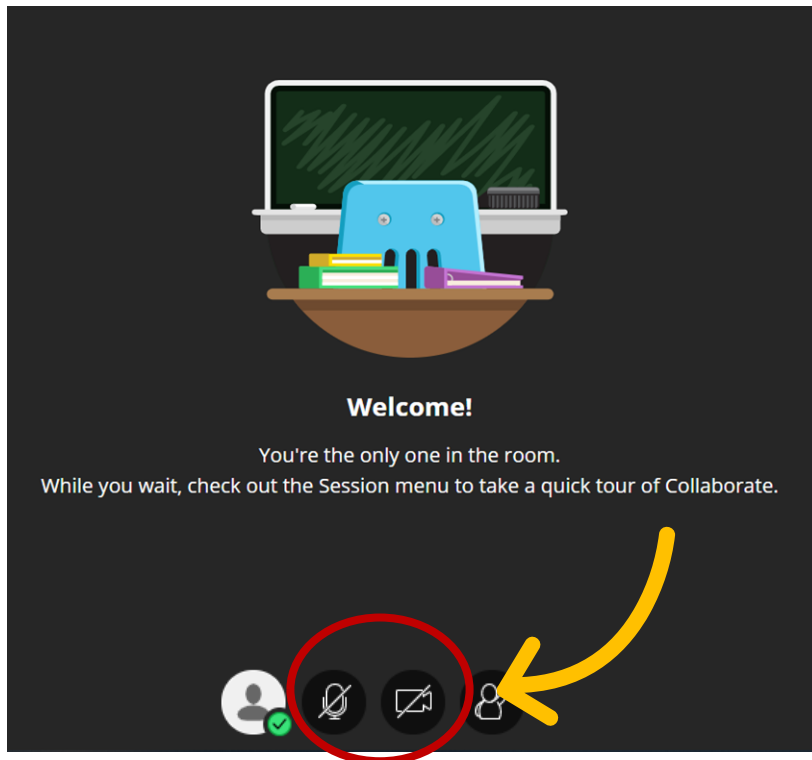 Welcome!
You're the only one in the room.
While you wait, check out the Session menu to take a quick tour of Collaborate.